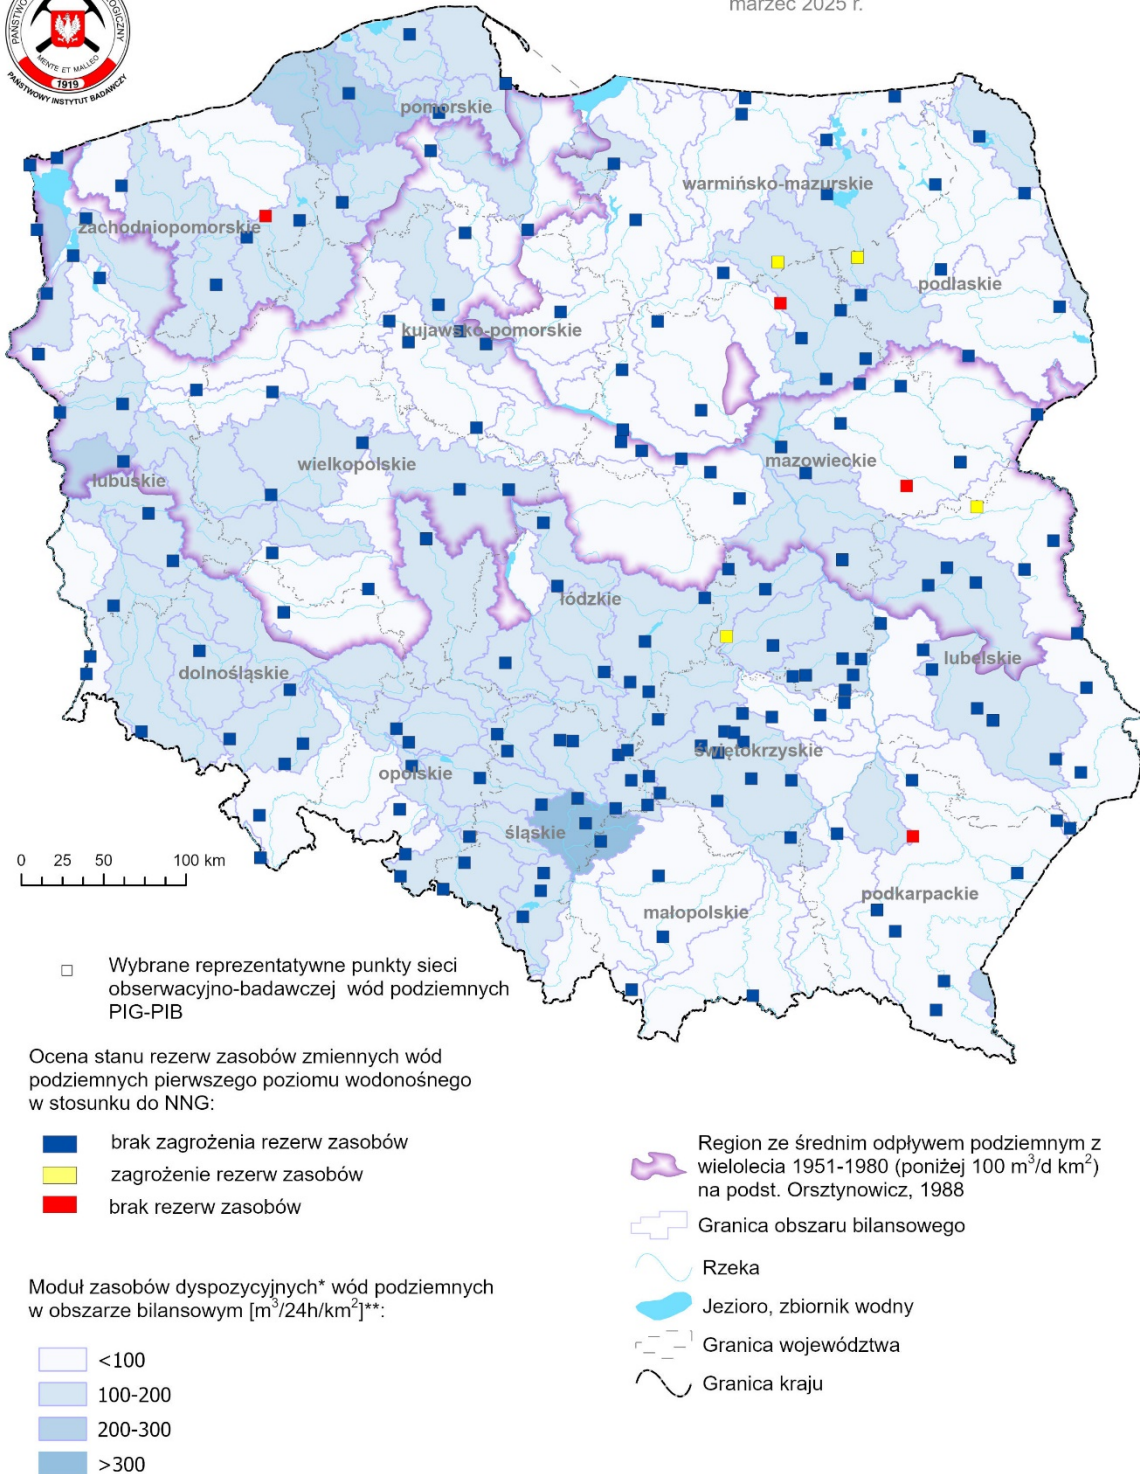 marzec 2025 r.
GICZNY
MENTE ET MALLEO
1919
PAŃSTWOWY INSTYTUT BADAWCZY
pomorskie
warmińsko-mazurskie
zachodniopomorskie
podlaskie
kujawsko-pomorskie
mazowieckie
wielkopolskie
lubuskie
łódzkie
lubelskie
dolnośląskie
świętokrzyskie
opolskie
śląskie
podkarpackie
małopolskie
0 25 50 100 km
Wybrane reprezentatywne punkty sieci
obserwacyjno-badawczej wód podziemnych
PIG-PIB
Ocena stanu rezerw zasobów zmiennych wód
podziemnych pierwszego poziomu wodonośnego
w stosunku do NNG:
brak zagrożenia rezerw zasobów
zagrożenie rezerw zasobów
brak rezerw zasobów
Moduł zasobów dyspozycyjnych* wód podziemnych
w obszarze bilansowym [m³/24h/km²]**:
<100
100-200
200-300
>300
Region ze średnim odpływem podziemnym z
wielolecia 1951-1980 (poniżej 100 m³/d km²)
na podst. Orsztynowicz, 1988
Granica obszaru bilansowego
Rzeka
Jezioro, zbiornik wodny
Granica województwa
Granica kraju